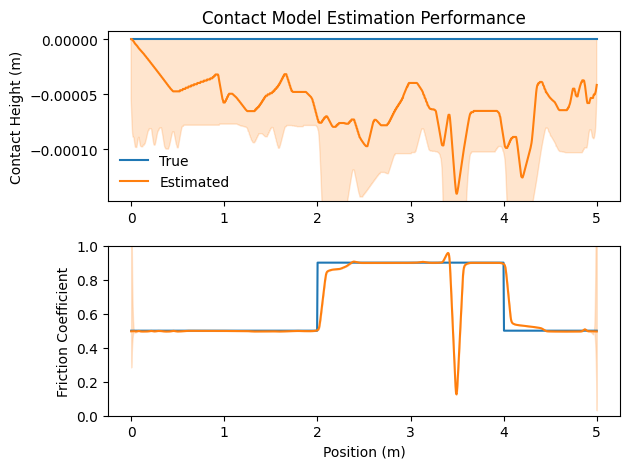 Contact Model Estimation Performance
Contact Height (m)
0.00000
−0.00005
−0.00010
True
Estimated
0 1 2 3 4 5
Friction Coefficient
1.0
0.8
0.6
0.4
0.2
0.0
0 1 2 3 4 5
Position (m)